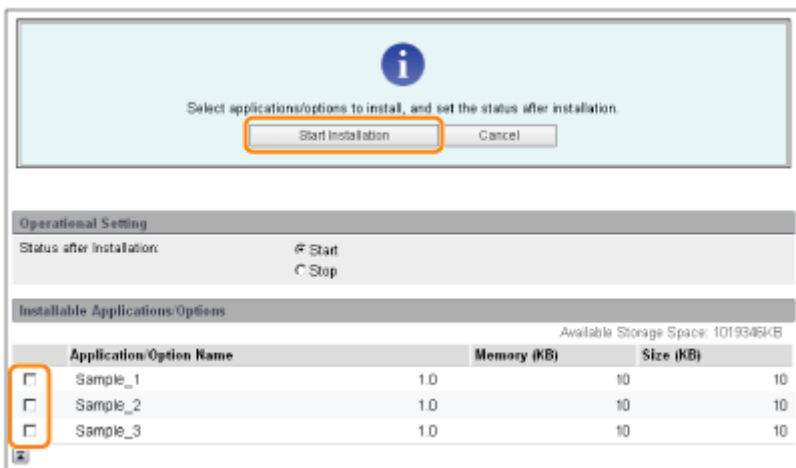 Select applications/options to install, and set the status after installation.
Start Installation Cancel
Operational Setting
Status after Installation: Start
Stop
Installable Applications/Options
Available Storage Space: 1019346KB
Application/Option Name Memory (KB) Size (KB)
Sample_1 1.0 10 10
Sample_2 1.0 10 10
Sample_3 1.0 10 10